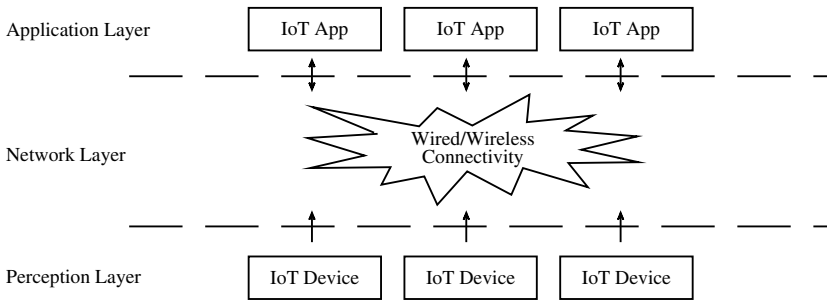 Application Layer
IoT App
IoT App
IoT App
Network Layer
Wired/Wireless
Connectivity
Perception Layer
IoT Device
IoT Device
IoT Device